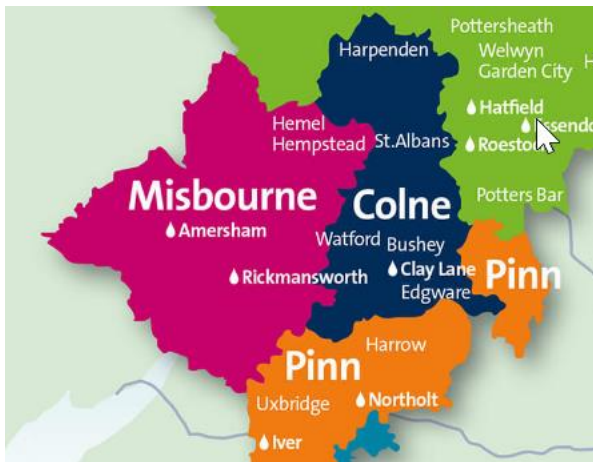 Pottersheath
Harpenden
Welwyn
Garden City
H
Hatfield
Hemel
Hempstead
St.Albans
Misbourne
Colne
Potters Bar
Amersham
Watford
Bushey
Rickmansworth
Clay Lane
Pinn
Edgware
Harrow
Pinn
Uxbridge
Northolt
Iver